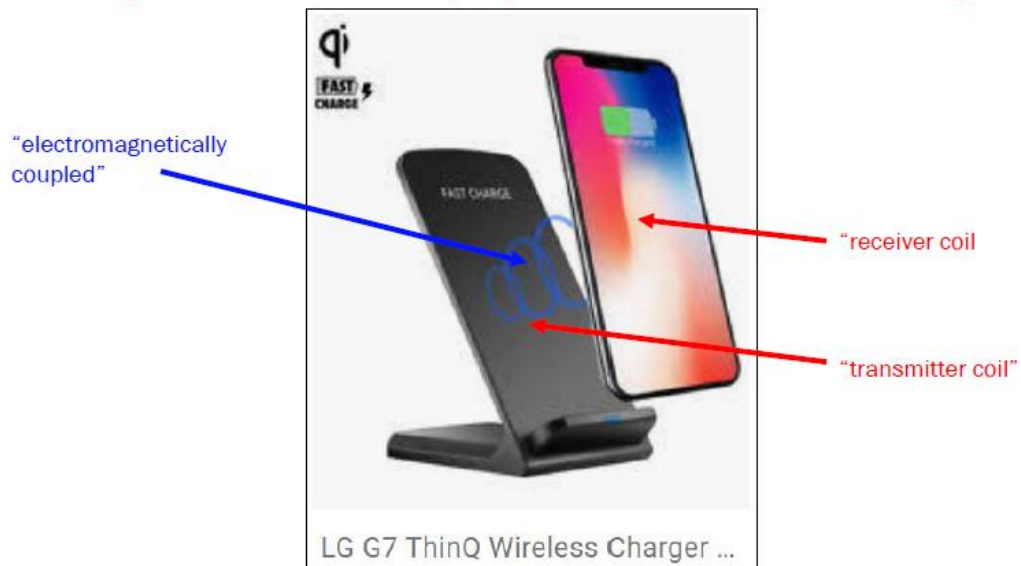 qi
FAST
CHARGE
"electromagnetically
coupled"
FAST CHARGE
"receiver coil
"transmitter coil"
LG G7 ThinQ Wireless Charger ...